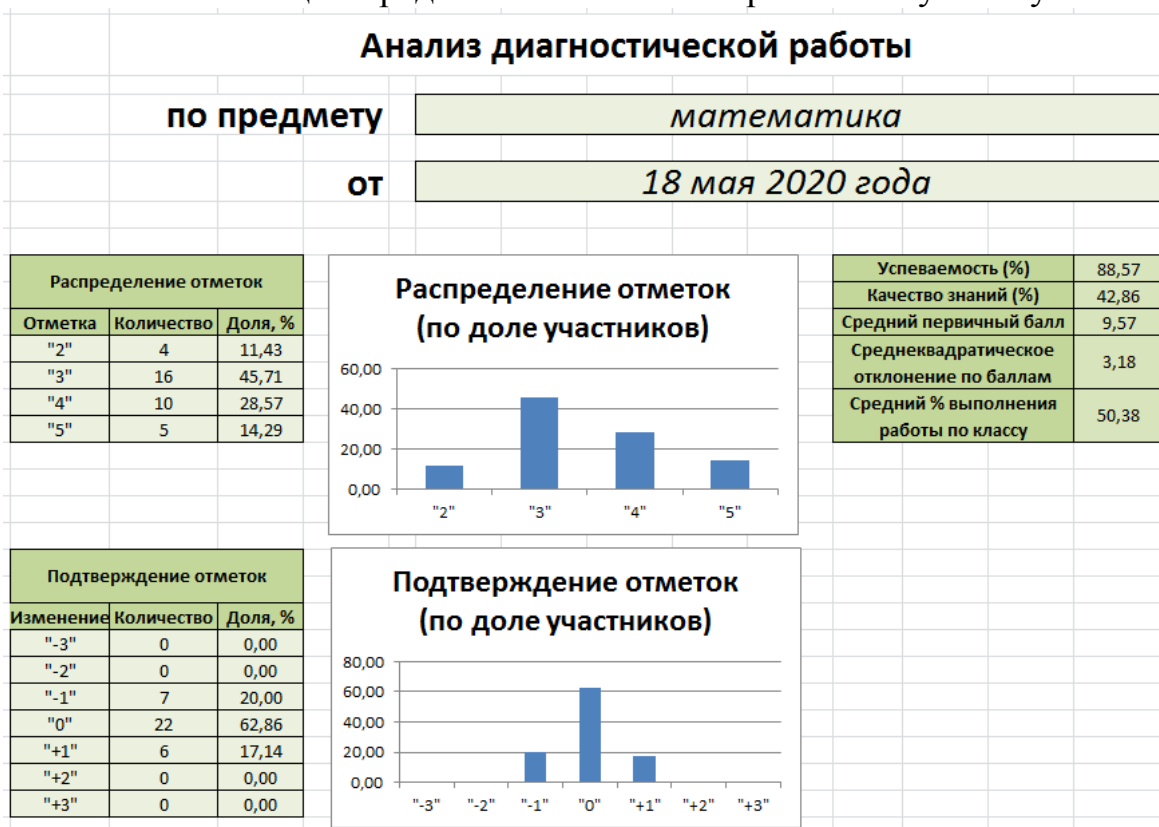 Анализ диагностической работы
по предмету математика
от 18 мая 2020 года
Распределение отметок
Отметка Количество Доля, %
"2" 4 11,43
"3" 16 45,71
"4" 10 28,57
"5" 5 14,29
Распределение отметок
(по доле участников)
60,00
40,00
20,00
0,00
"2" "3" "4" "5"
Успеваемость (%) 88,57
Качество знаний (%) 42,86
Средний первичный балл 9,57
Среднеквадратическое
отклонение по баллам 3,18
Средний % выполнения
работы по классу 50,38
Подтверждение отметок
Изменение Количество Доля, %
"-3" 0 0,00
"-2" 0 0,00
"-1" 7 20,00
"0" 22 62,86
"+1" 6 17,14
"+2" 0 0,00
"+3" 0 0,00
Подтверждение отметок
(по доле участников)
80,00
60,00
40,00
20,00
0,00
"-3" "-2" "-1" "0" "+1" "+2" "+3"